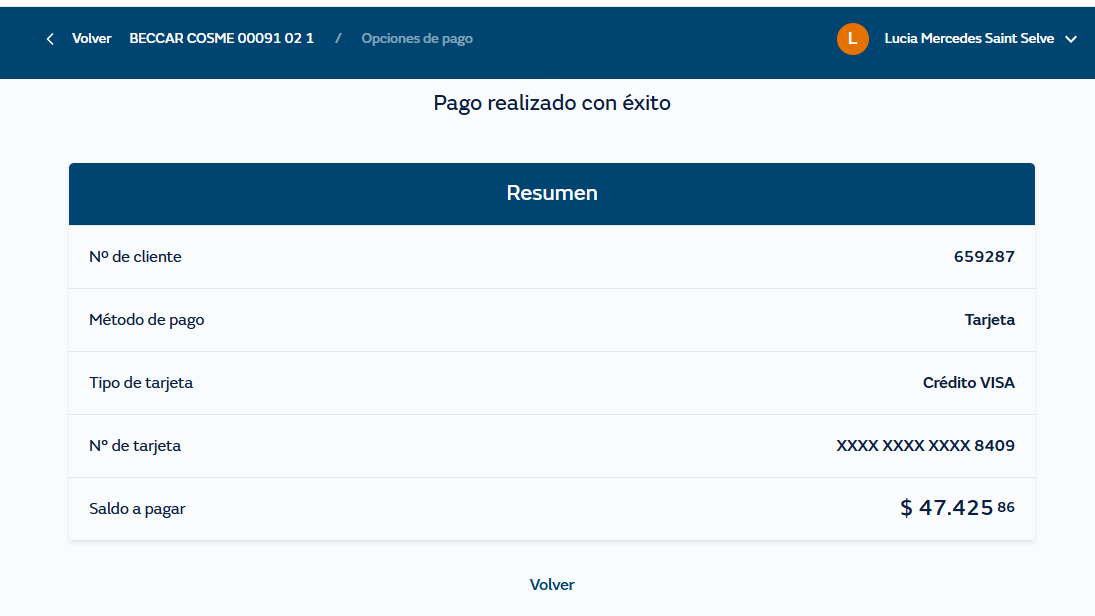 Volver BECCAR COSME 00091 02 1 / Opciones de pago L Lucia Mercedes Saint Selve
Pago realizado con éxito
Resumen
Nº de cliente 659287
Método de pago Tarjeta
Tipo de tarjeta Crédito VISA
N° de tarjeta XXXX XXXX XXXX 8409
Saldo a pagar $ 47.425 86
Volver